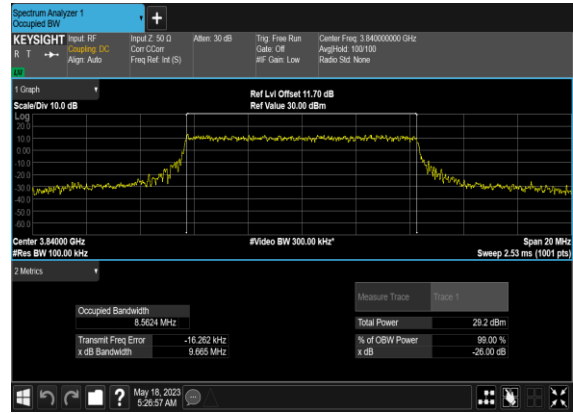 Spectrum Analyzer 1
Occupied BW
+
KEYSIGHT Input: RF Input Z: 50 Ω Atten: 30 dB Trig: Free Run Center Freq: 3.840000000 GHz
R T Coupling: DC Corr CCorr Gate: Off Avg|Hold: 100/100
Align: Auto Freq Ref: Int (S) #IF Gain: Low Radio Std: None
LW
1 Graph
Ref Lvl Offset 11.70 dB
Scale/Div 10.0 dB Ref Value 30.00 dBm
Log
20.0
10.0
0.00
-10.0
-20.0
-30.0
-40.0
-50.0
-60.0
Center 3.84000 GHz #Video BW 300.00 kHz* Span 20 MHz
#Res BW 100.00 kHz Sweep 2.53 ms (1001 pts)
2 Metrics
Measure Trace Trace 1
Occupied Bandwidth
8.5624 MHz Total Power 29.2 dBm
Transmit Freq Error -16.262 kHz % of OBW Power 99.00 %
x dB Bandwidth 9.665 MHz x dB -26.00 dB
? May 18, 2023
5:26:57 AM